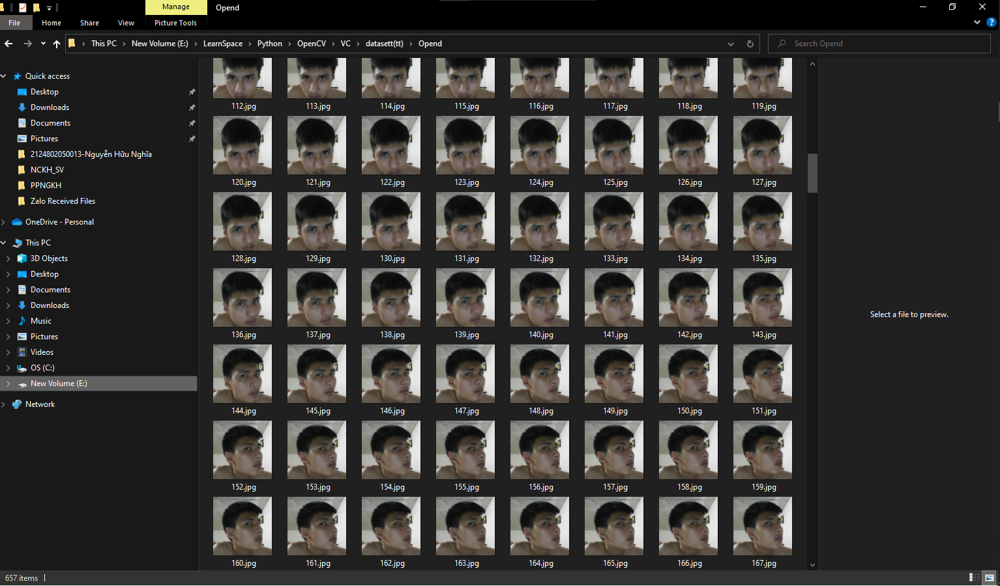 Manage
Opend
File
Home
Share
View
Picture Tools
This PC
New Volume (E:)
LearnSpace
Python
OpenCV
VC
datasett(tt)
Opend
Search Opend
Quick access
Desktop
Downloads
Documents
Pictures
2124802050013-Nguyễn Hữu Nghĩa
NCKH_SV
PPNGKH
Zalo Received Files
OneDrive - Personal
This PC
3D Objects
Desktop
Documents
Downloads
Music
Pictures
Videos
OS (C:)
New Volume (E:)
Network
112.jpg 113.jpg 114.jpg 115.jpg 116.jpg 117.jpg 118.jpg 119.jpg
120.jpg 121.jpg 122.jpg 123.jpg 124.jpg 125.jpg 126.jpg 127.jpg
128.jpg 129.jpg 130.jpg 131.jpg 132.jpg 133.jpg 134.jpg 135.jpg
136.jpg 137.jpg 138.jpg 139.jpg 140.jpg 141.jpg 142.jpg 143.jpg
144.jpg 145.jpg 146.jpg 147.jpg 148.jpg 149.jpg 150.jpg 151.jpg
152.jpg 153.jpg 154.jpg 155.jpg 156.jpg 157.jpg 158.jpg 159.jpg
160.jpg 161.jpg 162.jpg 163.jpg 164.jpg 165.jpg 166.jpg 167.jpg
Select a file to preview.
657 items